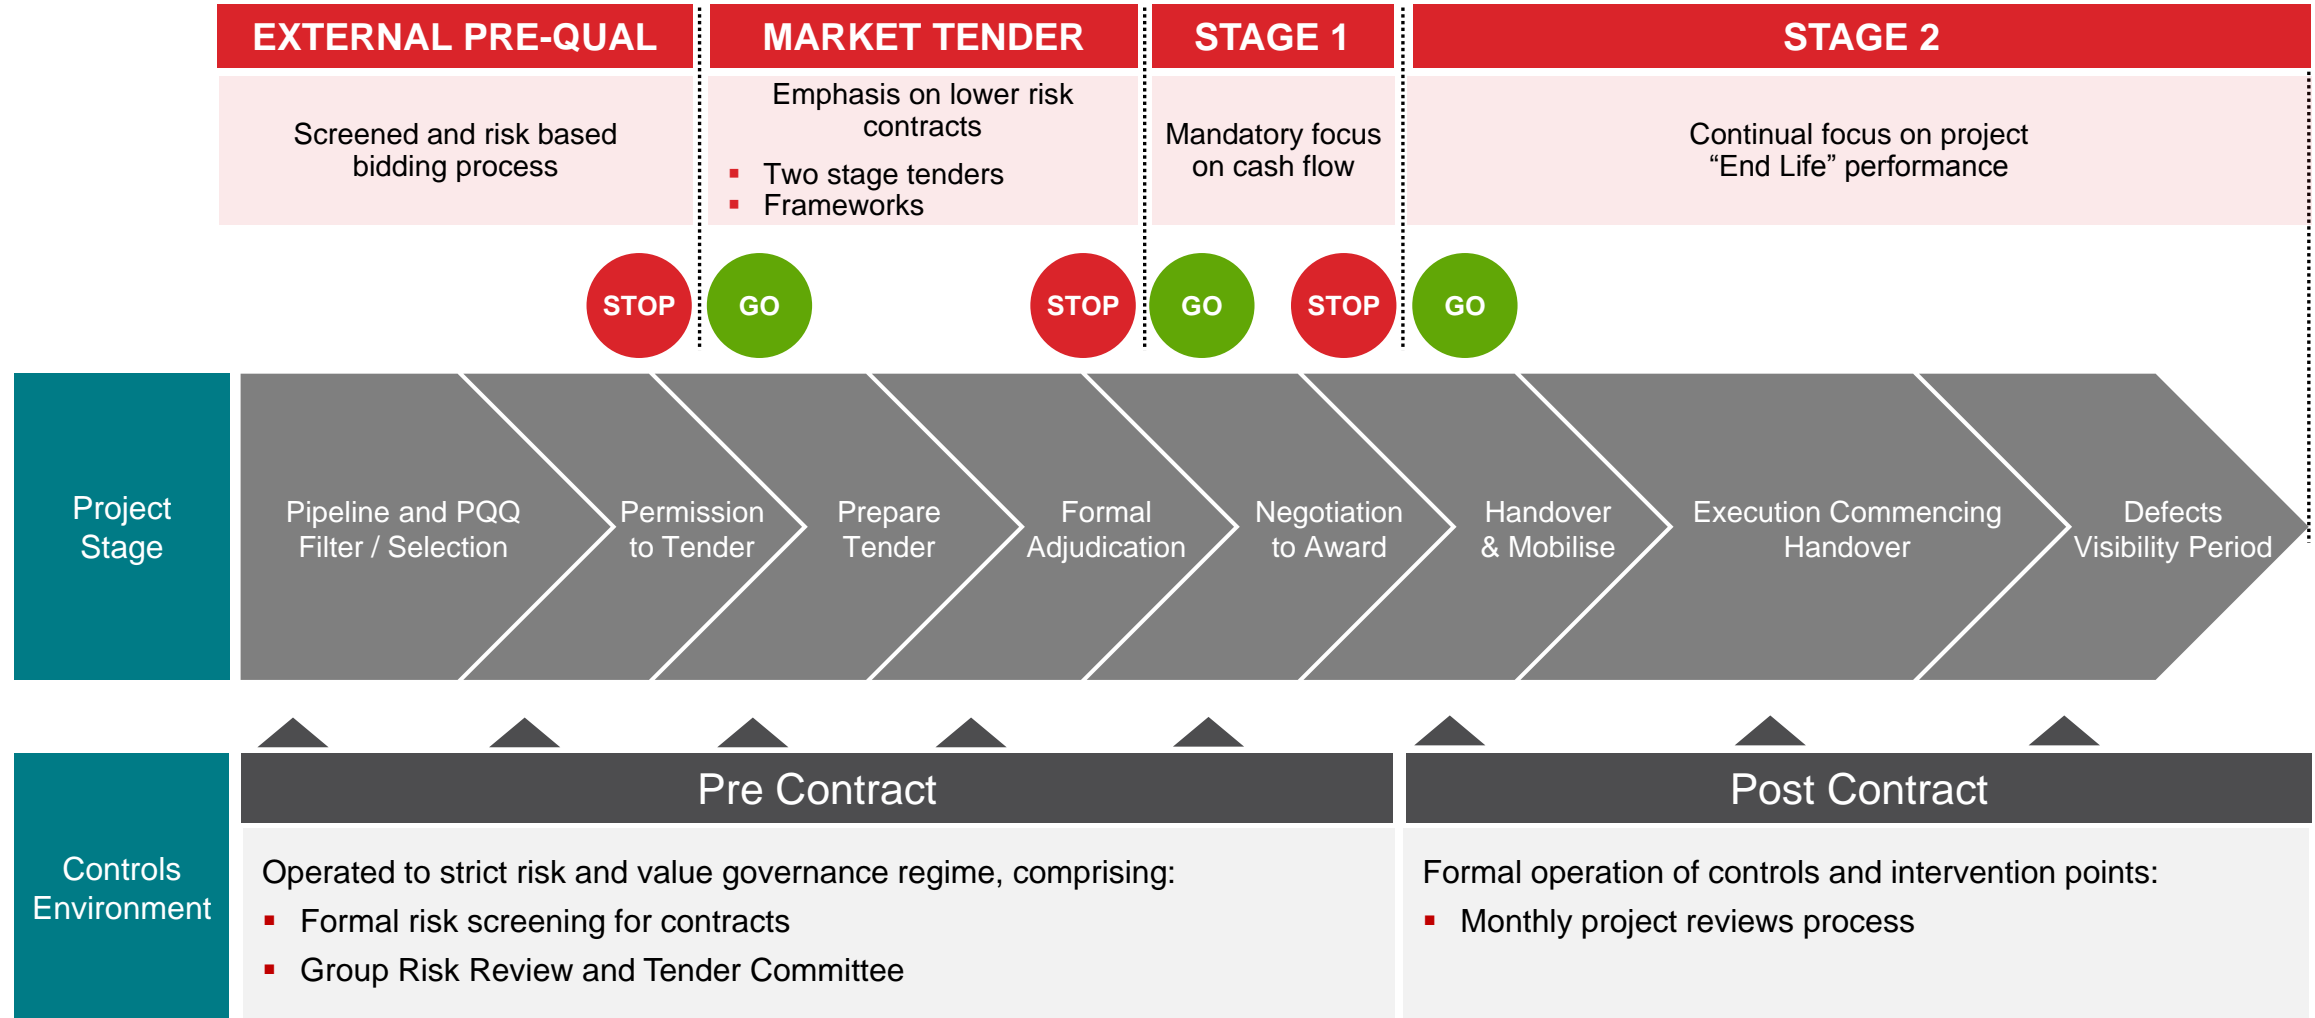 EXTERNAL PRE-QUAL
MARKET TENDER
STAGE 1
STAGE 2
Screened and risk based
bidding process
Emphasis on lower risk
contracts
▪ Two stage tenders
▪ Frameworks
Mandatory focus
on cash flow
Continual focus on project
“End Life” performance
STOP
GO
STOP
GO
STOP
GO
Project
Stage
Pipeline and PQQ
Filter / Selection
Permission
to Tender
Prepare
Tender
Formal
Adjudication
Negotiation
to Award
Handover
& Mobilise
Execution Commencing
Handover
Defects
Visibility Period
Controls
Environment
Pre Contract
Operated to strict risk and value governance regime, comprising:
▪ Formal risk screening for contracts
▪ Group Risk Review and Tender Committee
Post Contract
Formal operation of controls and intervention points:
▪ Monthly project reviews process